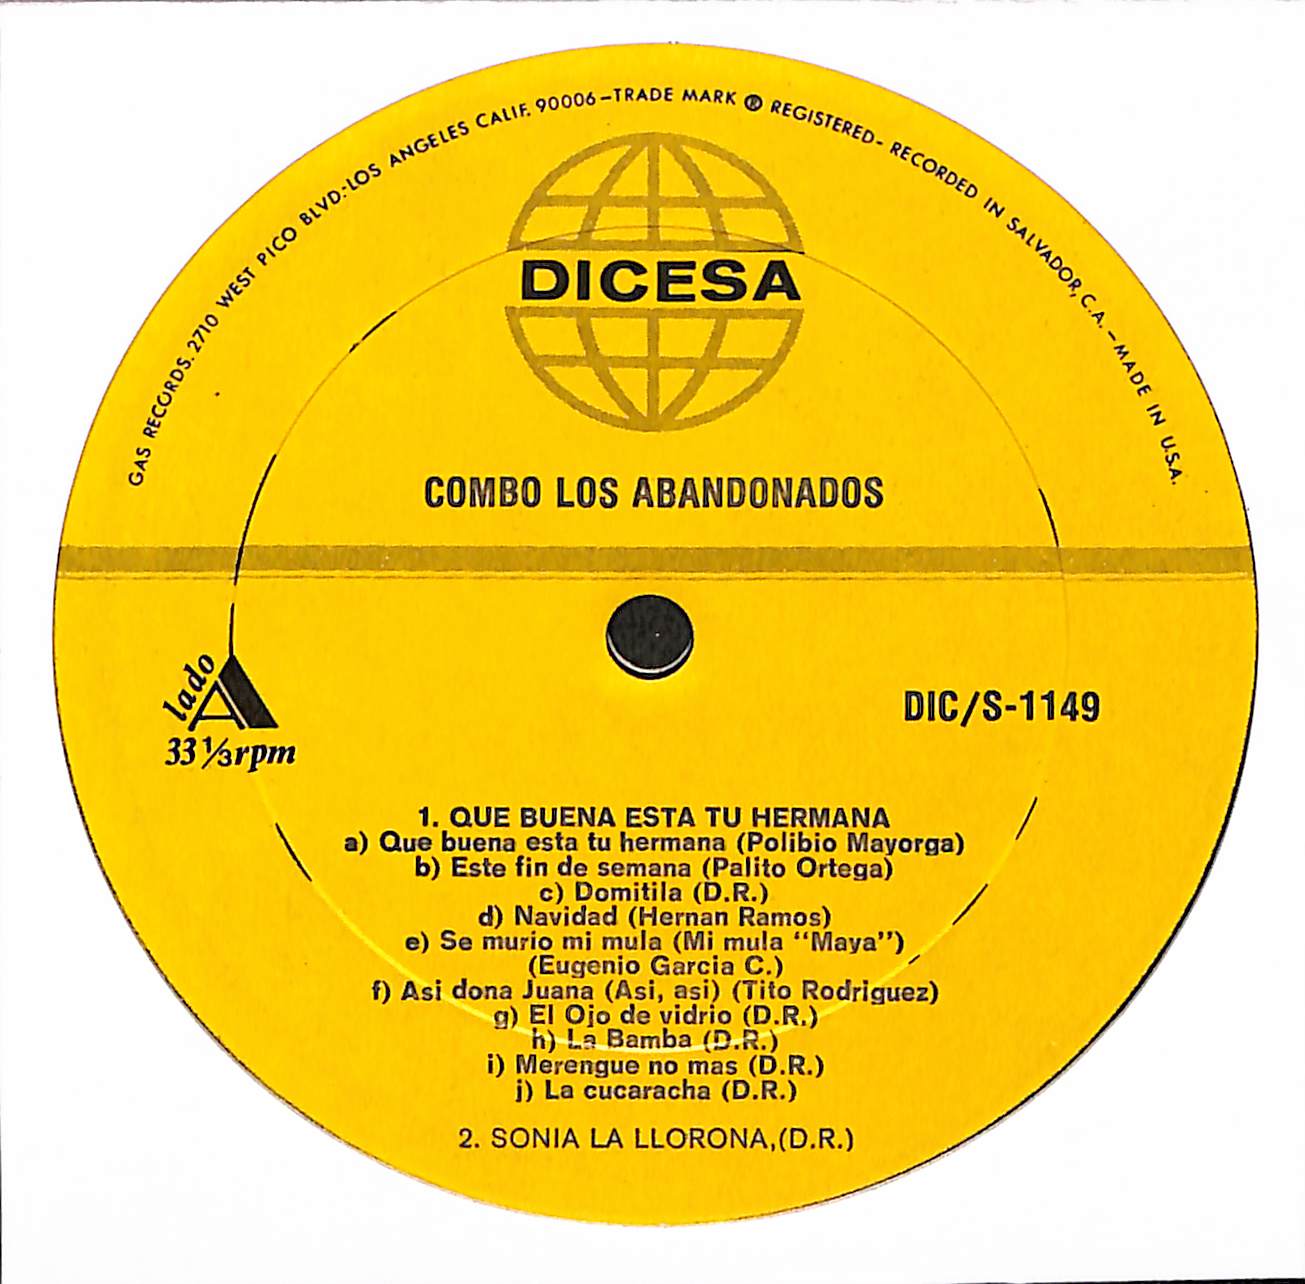 GAS RECORDS. 2710 WEST PICO BLVD.-LOS ANGELES CALIF. 90006-TRADE MARK ® REGISTERED- RECORDED IN SALVADOR, C.A. - MADE IN U.S.A.
DICESA
COMBO LOS ABANDONADOS
lado A
33 1/3 rpm
DIC/S-1149
1. QUE BUENA ESTA TU HERMANA
a) Que buena esta tu hermana (Polibio Mayorga)
b) Este fin de semana (Palito Ortega)
c) Domitila (D.R.)
d) Navidad (Hernan Ramos)
e) Se murio mi mula (Mi mula "Maya")
(Eugenio Garcia C.)
f) Asi dona Juana (Asi, asi) (Tito Rodriguez)
g) El Ojo de vidrio (D.R.)
h) La Bamba (D.R.)
i) Merengue no mas (D.R.)
j) La cucaracha (D.R.)
2. SONIA LA LLORONA,(D.R.)